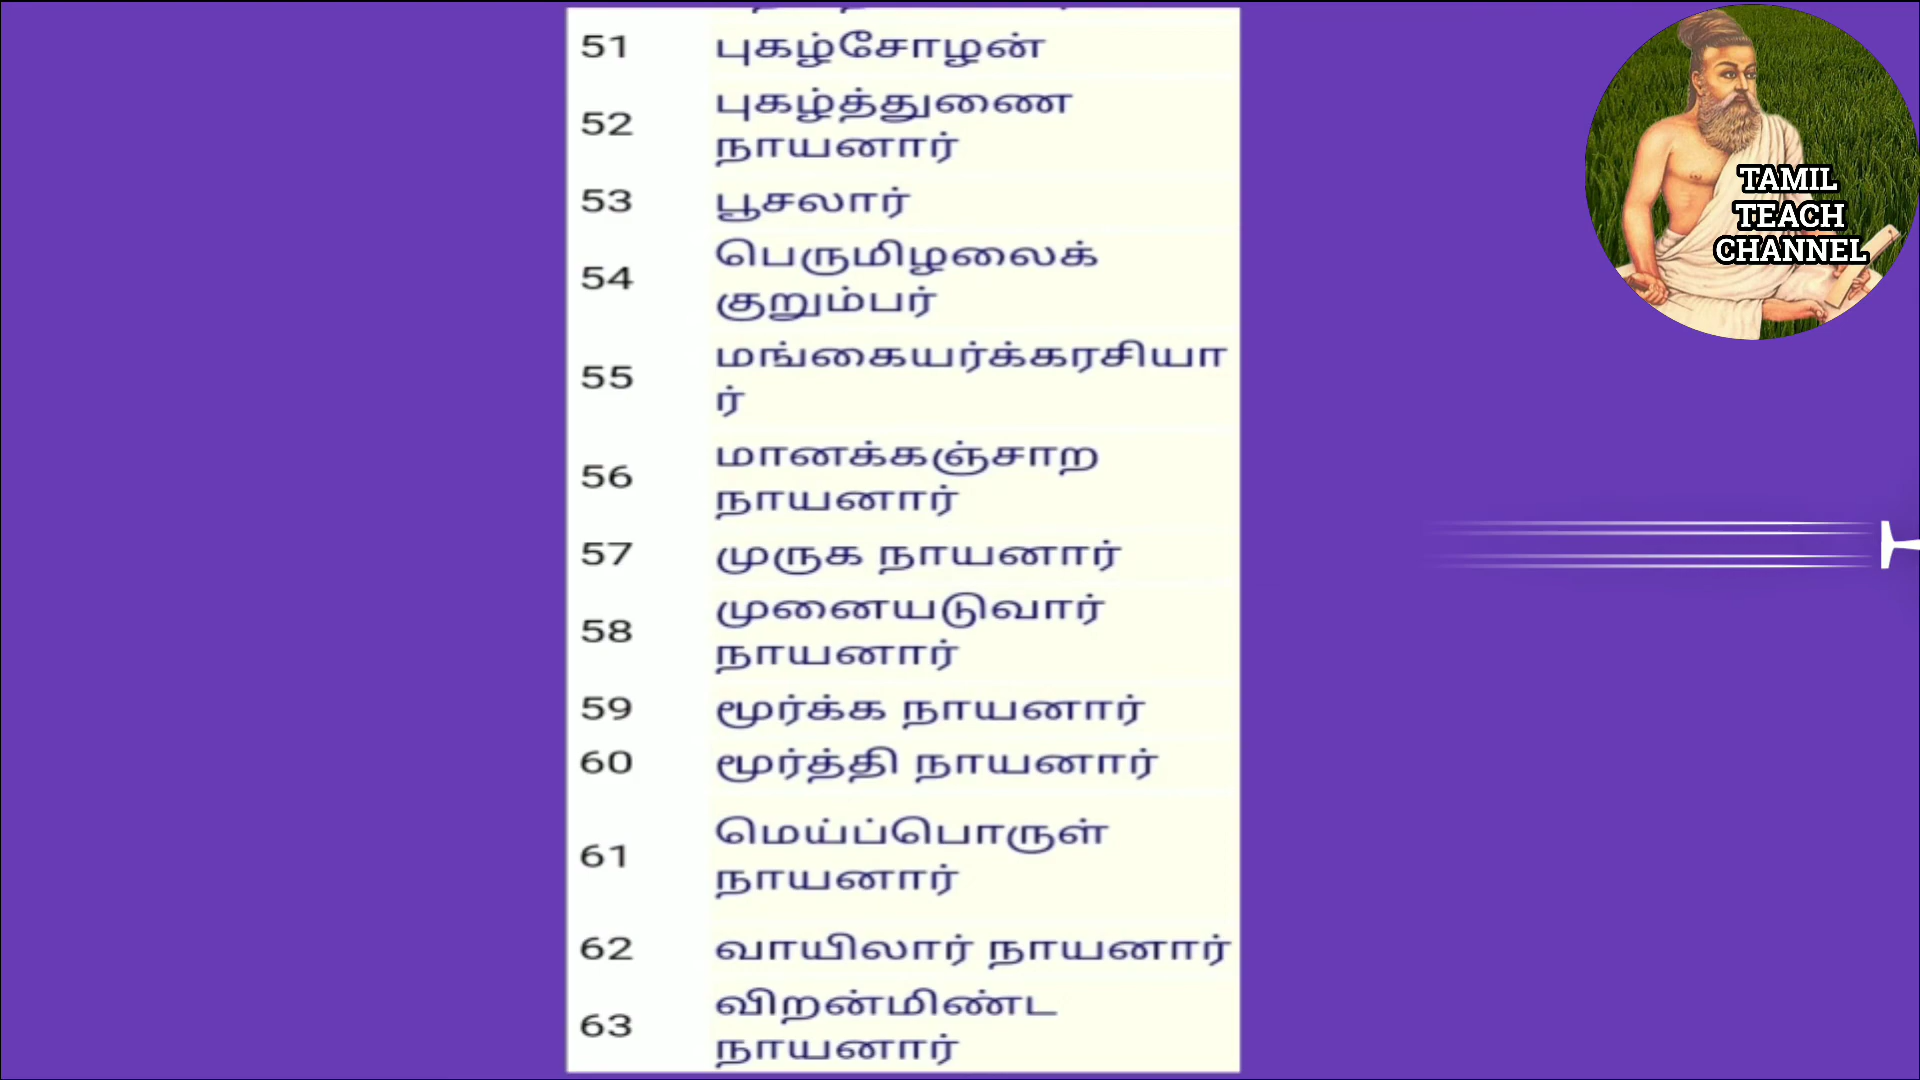 51 புகழ்சோழன்
52 புகழ்த்துணை
நாயனார்
53 பூசலார்
54 பெருமிழலைக்
குறும்பர்
55 மங்கையர்க்கரசியா
ர்
56 மானக்கஞ்சாற
நாயனார்
57 முருக நாயனார்
58 முனையடுவார்
நாயனார்
59 மூர்க்க நாயனார்
60 மூர்த்தி நாயனார்
61 மெய்ப்பொருள்
நாயனார்
62 வாயிலார் நாயனார்
63 விறன்மிண்ட
நாயனார்
TAMIL
TEACH
CHANNEL